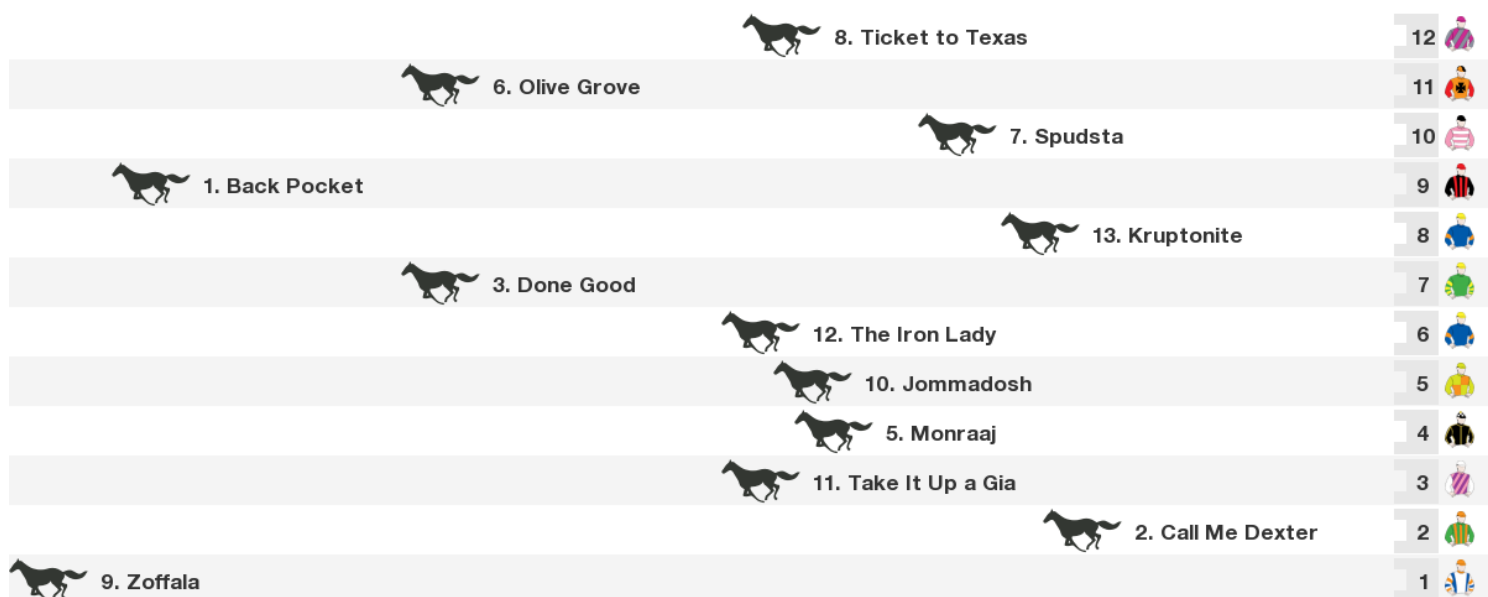 8. Ticket to Texas 12
6. Olive Grove 11
7. Spudsta 10
1. Back Pocket 9
13. Kruptonite 8
3. Done Good 7
12. The Iron Lady 6
10. Jommadosh 5
5. Monraaj 4
11. Take It Up a Gia 3
2. Call Me Dexter 2
9. Zoffala 1